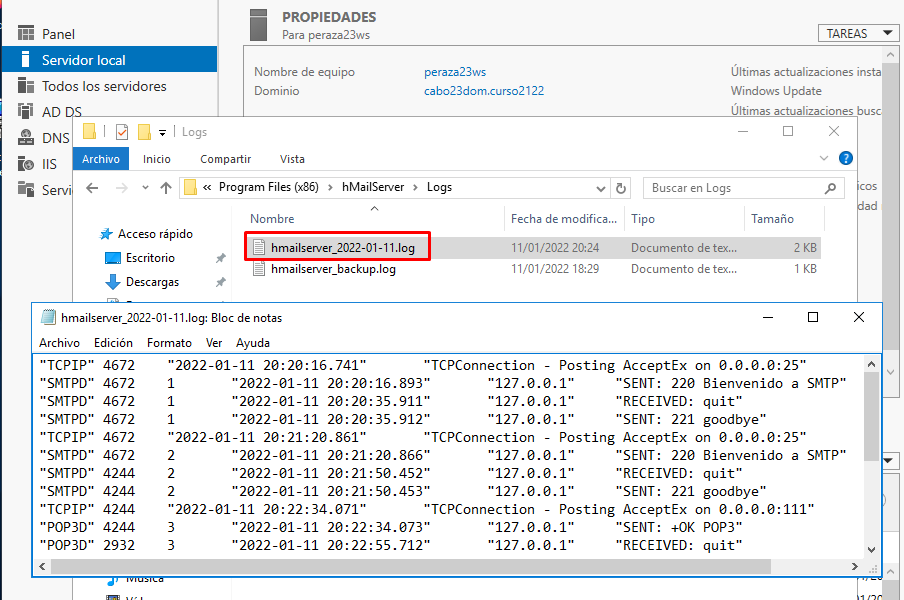 Panel
Servidor local
Todos los servidores
AD DS
DNS
IIS
PROPIEDADES
Para peraza23ws
TAREAS
Nombre de equipo peraza23ws Últimas actualizaciones insta
Dominio cabo23dom.curso2122 Windows Update
Últimas actualizaciones busc
Logs
Archivo Inicio Compartir Vista
« Program Files (x86) > hMailServer > Logs Buscar en Logs
Nombre Fecha de modifica... Tipo Tamaño
Acceso rápido
Escritorio
Descargas
hmailserver_2022-01-11.log 11/01/2022 20:24 Documento de tex... 2 KB
hmailserver_backup.log 11/01/2022 18:29 Documento de tex... 1 KB
hmailserver_2022-01-11.log: Bloc de notas
Archivo Edición Formato Ver Ayuda
"TCPIP" 4672 "2022-01-11 20:20:16.741" "TCPConnection - Posting AcceptEx on 0.0.0.0:25"
"SMTPD" 4672 1 "2022-01-11 20:20:16.893" "127.0.0.1" "SENT: 220 Bienvenido a SMTP"
"SMTPD" 4672 1 "2022-01-11 20:20:35.911" "127.0.0.1" "RECEIVED: quit"
"SMTPD" 4672 1 "2022-01-11 20:20:35.912" "127.0.0.1" "SENT: 221 goodbye"
"TCPIP" 4672 "2022-01-11 20:21:20.861" "TCPConnection - Posting AcceptEx on 0.0.0.0:25"
"SMTPD" 4672 2 "2022-01-11 20:21:20.866" "127.0.0.1" "SENT: 220 Bienvenido a SMTP"
"SMTPD" 4244 2 "2022-01-11 20:21:50.452" "127.0.0.1" "RECEIVED: quit"
"SMTPD" 4244 2 "2022-01-11 20:21:50.453" "127.0.0.1" "SENT: 221 goodbye"
"TCPIP" 4244 "2022-01-11 20:22:34.071" "TCPConnection - Posting AcceptEx on 0.0.0.0:111"
"POP3D" 4244 3 "2022-01-11 20:22:34.073" "127.0.0.1" "SENT: +OK POP3"
"POP3D" 2932 3 "2022-01-11 20:22:55.712" "127.0.0.1" "RECEIVED: quit"
Música